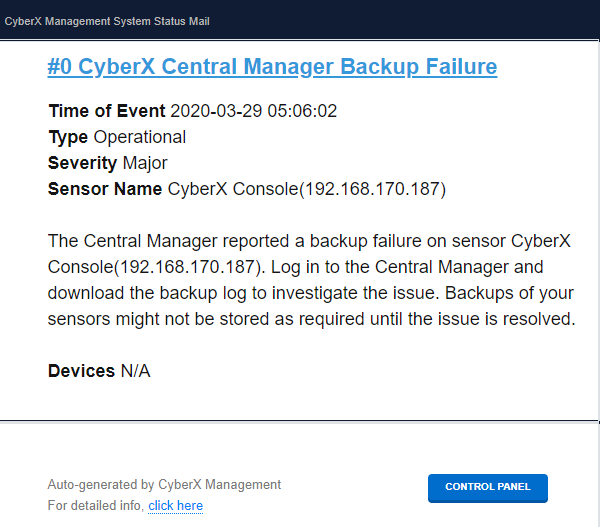 CyberX Management System Status Mail
#0 CyberX Central Manager Backup Failure
Time of Event 2020-03-29 05:06:02
Type Operational
Severity Major
Sensor Name CyberX Console(192.168.170.187)
The Central Manager reported a backup failure on sensor CyberX
Console(192.168.170.187). Log in to the Central Manager and
download the backup log to investigate the issue. Backups of your
sensors might not be stored as required until the issue is resolved.
Devices N/A
Auto-generated by CyberX Management
For detailed info, click here
CONTROL PANEL